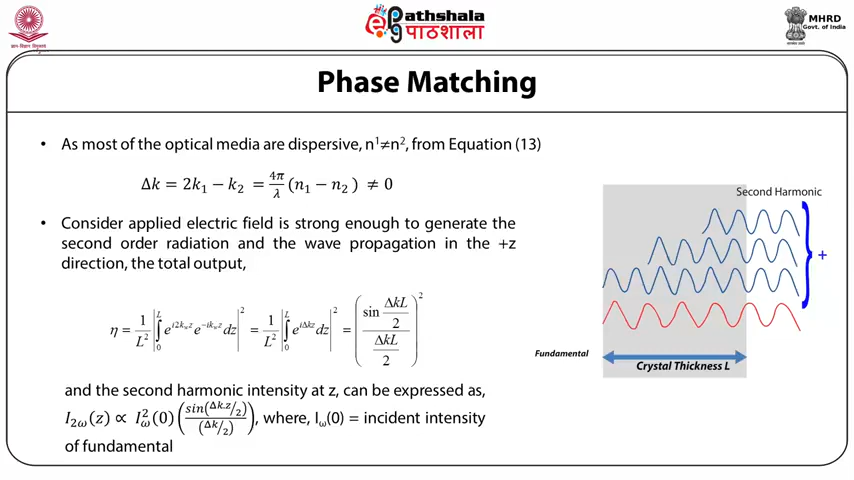 ज्ञान-विज्ञान विमुक्तये
ePathshala
पाठशाला
MHRD
Govt. of India
Phase Matching
• As most of the optical media are dispersive, n¹≠n², from Equation (13)
Δk = 2k₁ − k₂ = 4π/λ (n₁ − n₂ ) ≠ 0
• Consider applied electric field is strong enough to generate the
second order radiation and the wave propagation in the +z
direction, the total output,
η = 1/L² |∫₀ᴸ e^{i2k_w z} e^{−ik_w z} dz|² = 1/L² |∫₀ᴸ e^{iΔkz} dz|² = (sin ΔkL/2 / ΔkL/2)²
and the second harmonic intensity at z, can be expressed as,
I₂ω(z) ∝ I²ω(0) (sin(Δk.z/2)/(Δk/2)), where, Iω(0) = incident intensity
of fundamental
Second Harmonic
+
Fundamental
Crystal Thickness L